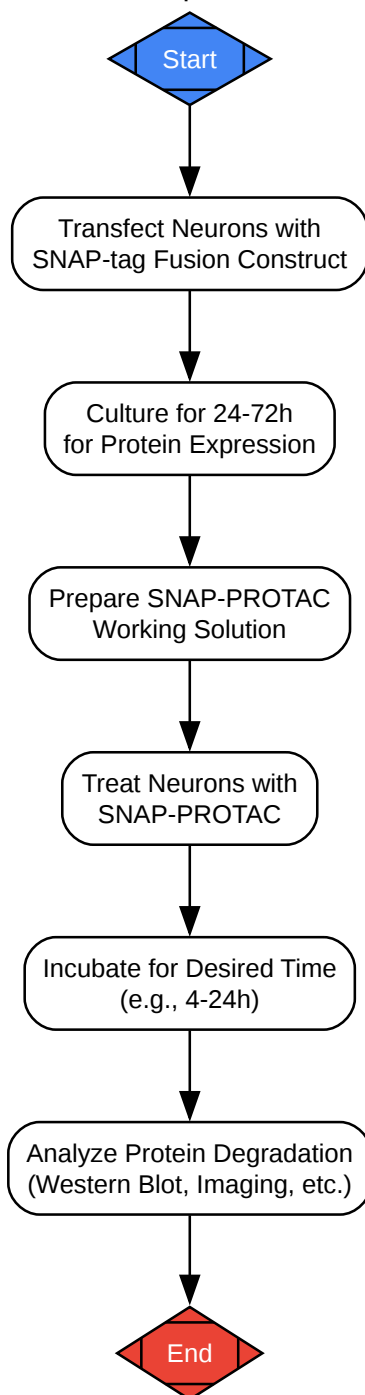 Start
Transfect Neurons with
SNAP-tag Fusion Construct
Culture for 24-72h
for Protein Expression
Prepare SNAP-PROTAC
Working Solution
Treat Neurons with
SNAP-PROTAC
Incubate for Desired Time
(e.g., 4-24h)
Analyze Protein Degradation
(Western Blot, Imaging, etc.)
End